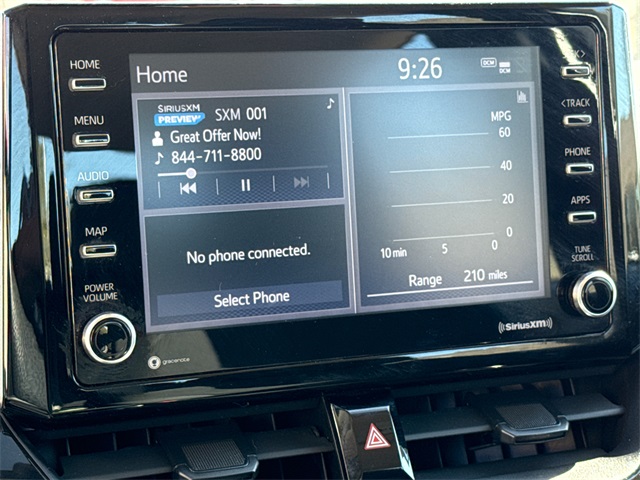 HOME
MENU
AUDIO
MAP
POWER
VOLUME
Home
9:26
DCM
DCM
SIRIUSXM
PREVIEW
SXM 001
Great Offer Now!
844-711-8800
No phone connected.
Select Phone
MPG
60
40
20
0
10 min 5 0
Range 210 miles
<TRACK
PHONE
APPS
TUNE
SCROLL
gracenote
((SiriusXM))